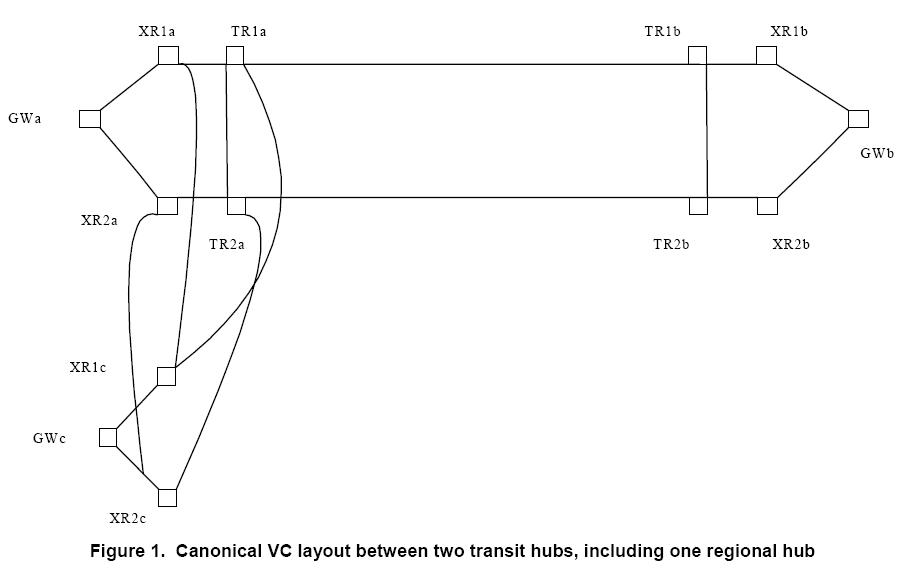 XR1a TR1a TR1b XR1b
GWa
GWb
XR2a
TR2a TR2b XR2b
XR1c
GWc
XR2c
Figure 1. Canonical VC layout between two transit hubs, including one regional hub